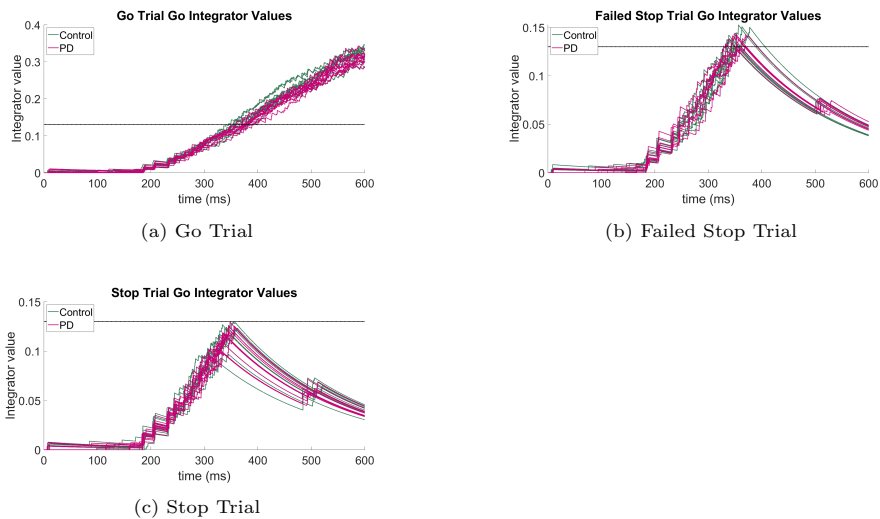 Go Trial Go Integrator Values
Integrator value
0.4
0.3
0.2
0.1
0
Control
PD
0 100 200 300 400 500 600
time (ms)
(a) Go Trial
Failed Stop Trial Go Integrator Values
Integrator value
0.15
0.1
0.05
0
Control
PD
0 100 200 300 400 500 600
time (ms)
(b) Failed Stop Trial
Stop Trial Go Integrator Values
Integrator value
0.15
0.1
0.05
0
Control
PD
0 100 200 300 400 500 600
time (ms)
(c) Stop Trial